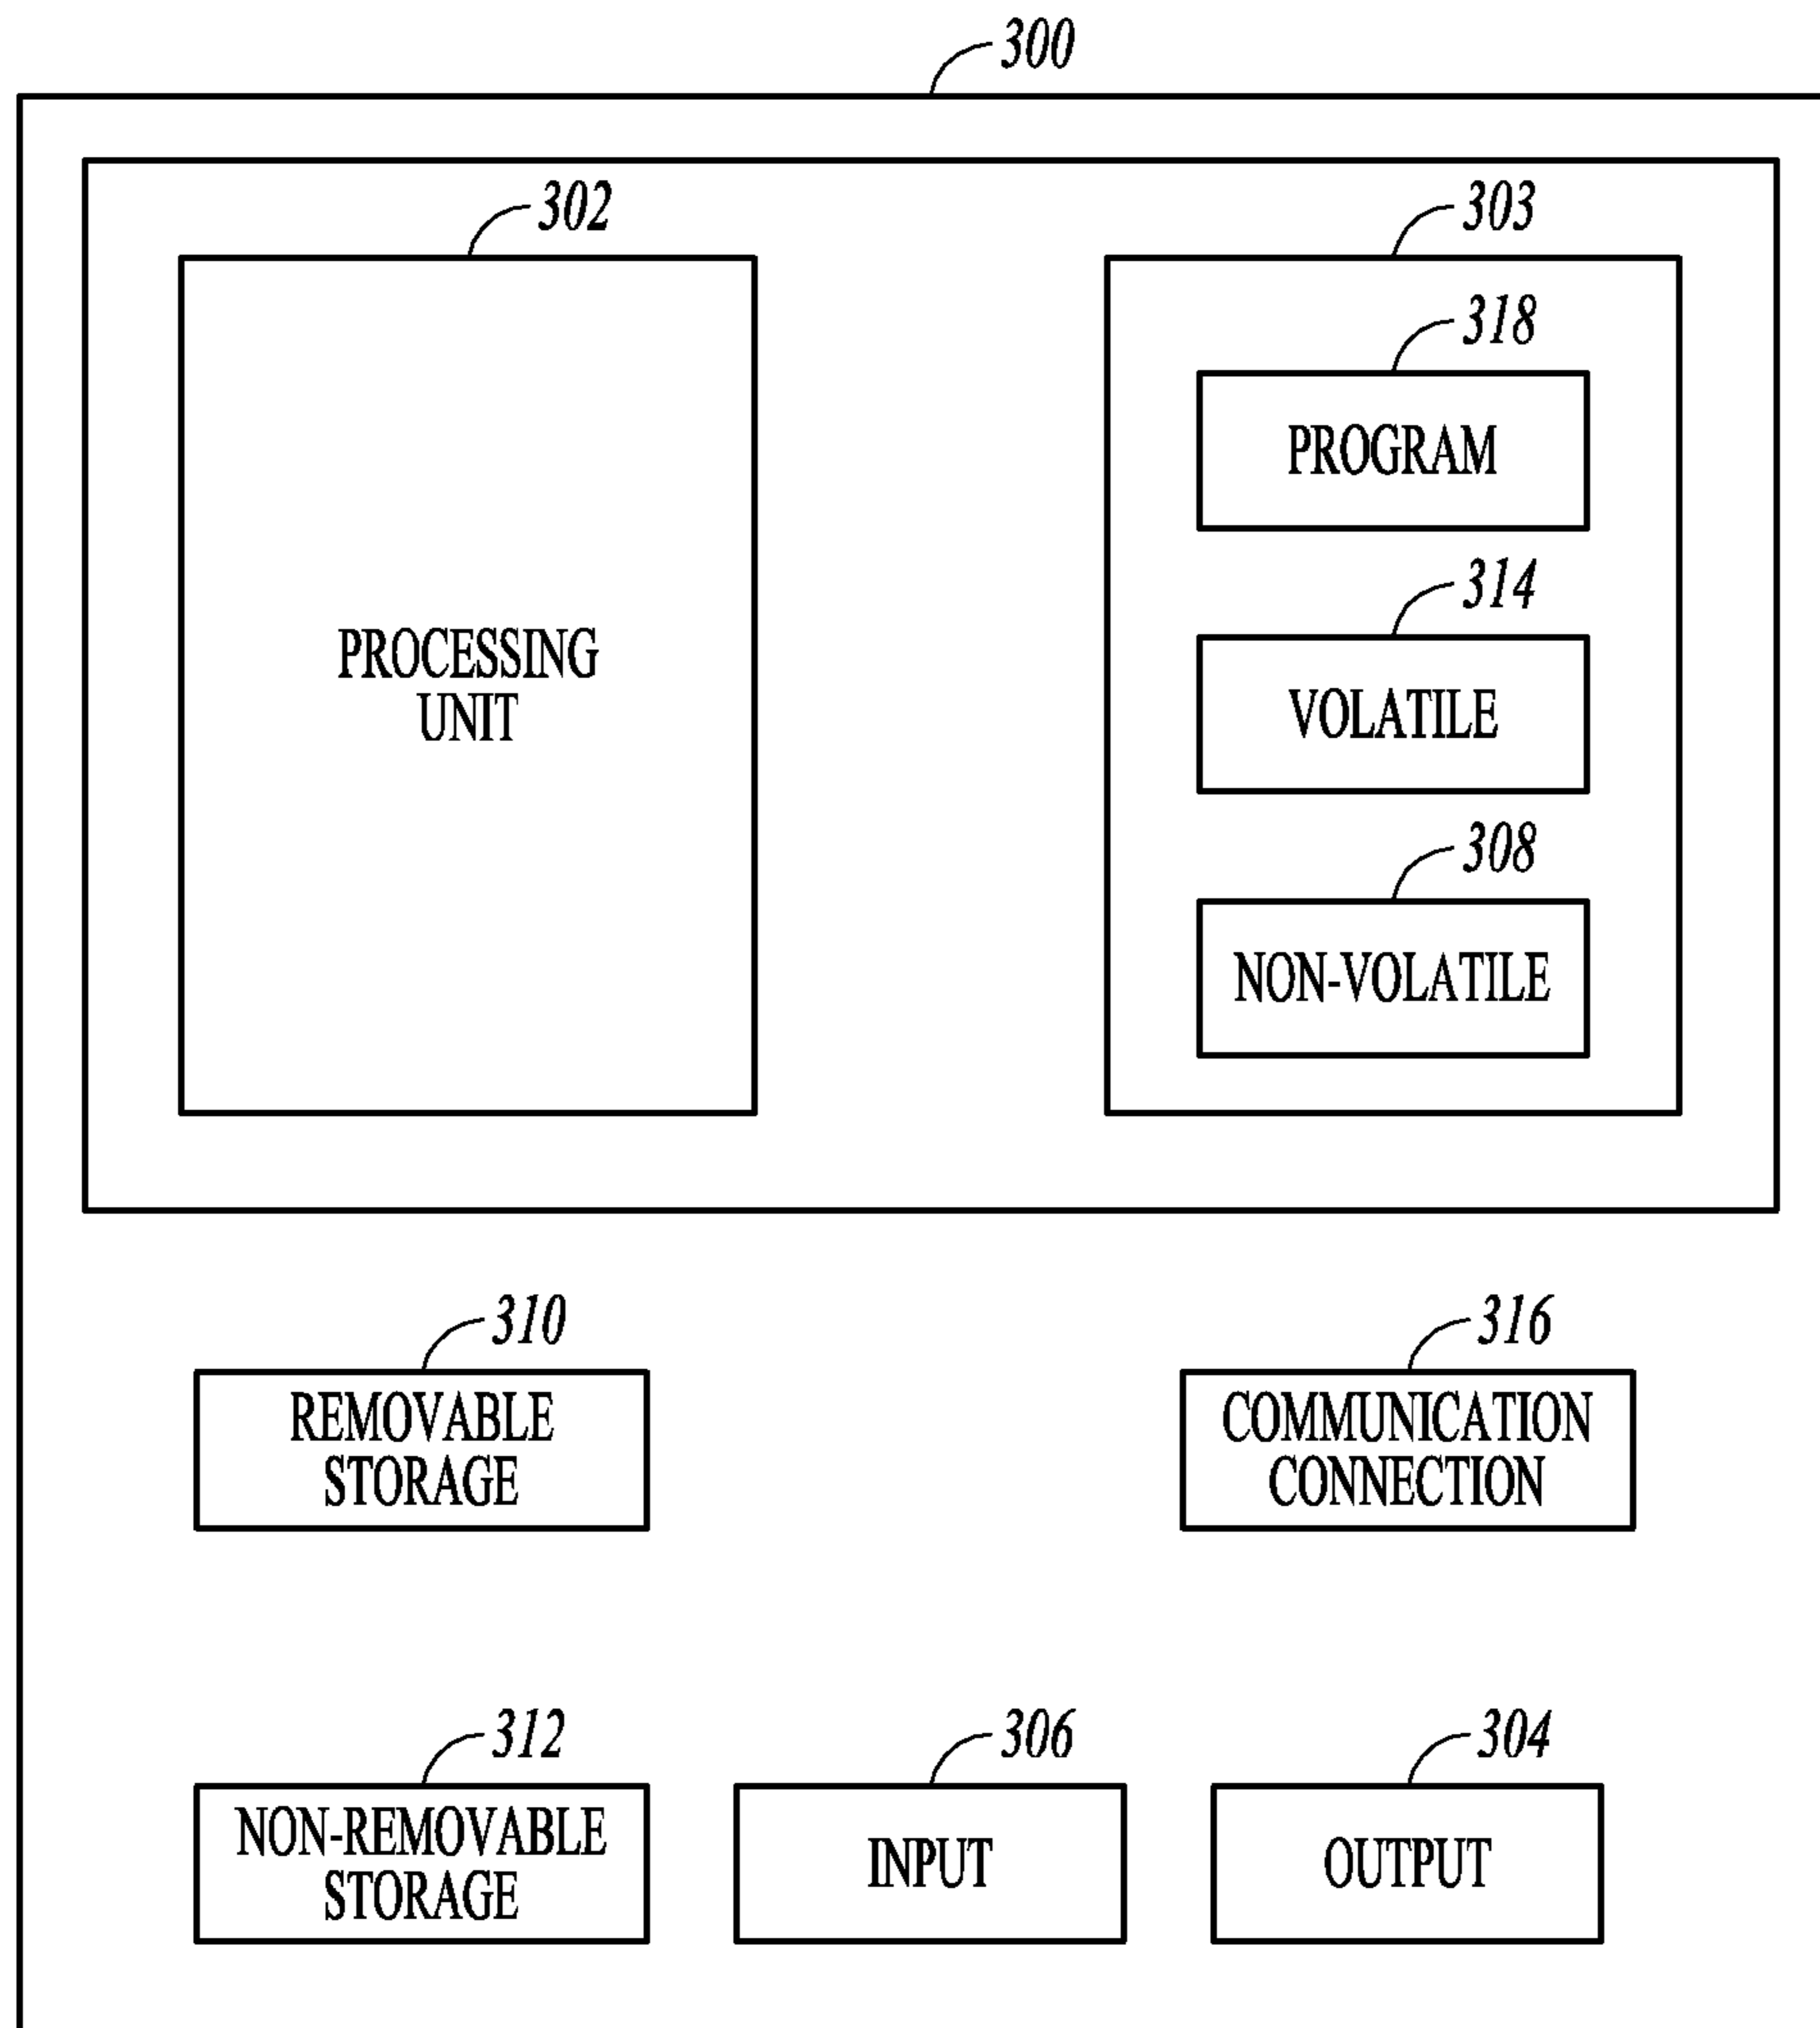 300
302
303
318
PROGRAM
314
VOLATILE
PROCESSING
UNIT
308
NON-VOLATILE
310
REMOVABLE
STORAGE
316
COMMUNICATION
CONNECTION
312
NON-REMOVABLE
STORAGE
306
INPUT
304
OUTPUT